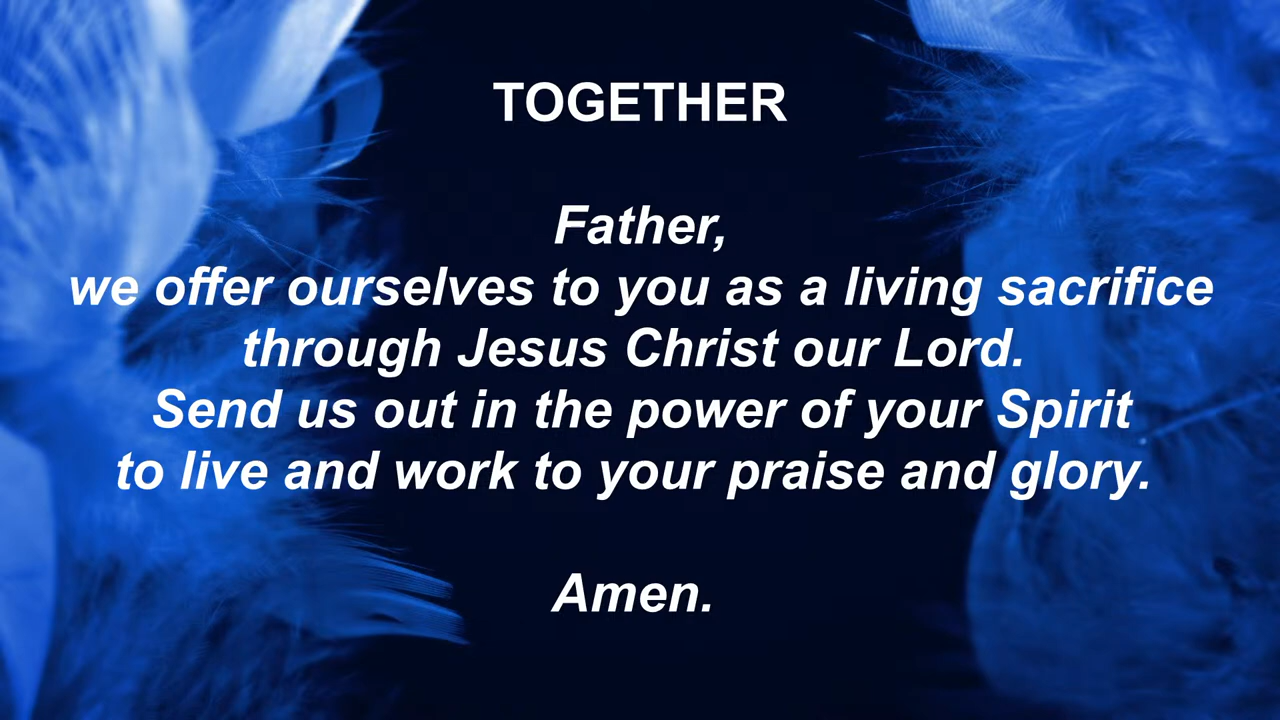 TOGETHER
Father,
we offer ourselves to you as a living sacrifice
through Jesus Christ our Lord.
Send us out in the power of your Spirit
to live and work to your praise and glory.
Amen.